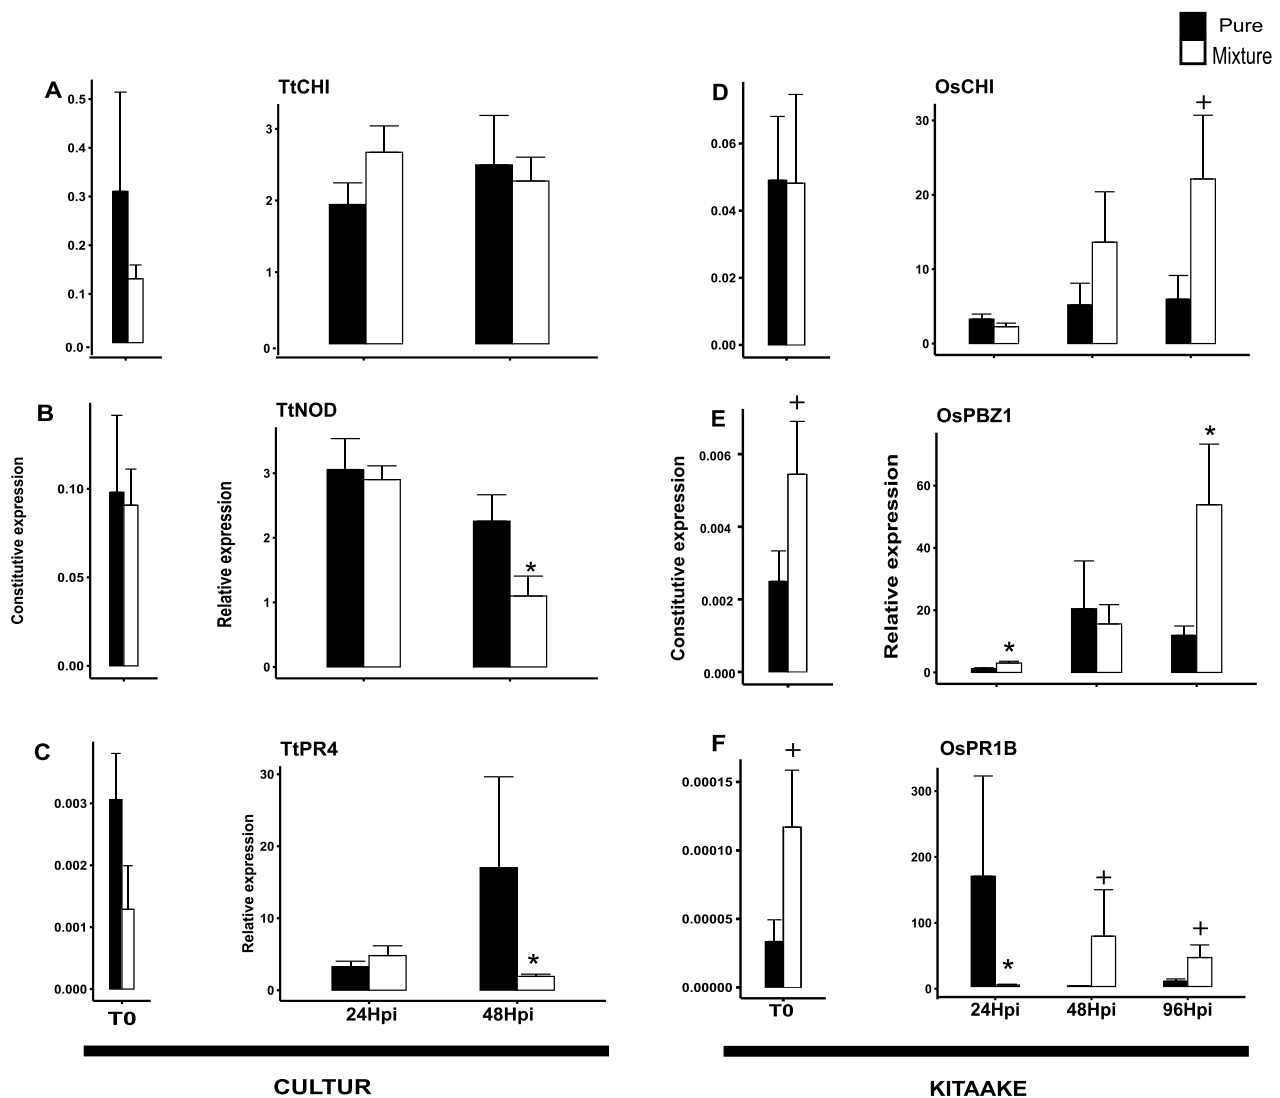 Pure
Mixture
A
TtCHI
0.5
0.4
0.3
0.2
0.1
0.0
3
2
1
0
D
OsCHI
0.06
0.04
0.02
0.00
+
30
20
10
0
B
TtNOD
Constitutive expression
0.10
0.05
0.00
Relative expression
3
2
1
0
*
E
OsPBZ1
Constitutive expression
+
0.006
0.004
0.002
0.000
Relative expression
60
40
20
0
*
*
C
TtPR4
0.003
0.002
0.001
0.000
T0
Relative expression
30
20
10
0
*
24Hpi 48Hpi
F
OsPR1B
+
0.00015
0.00010
0.00005
0.00000
T0
300
200
100
0
*
+
+
24Hpi 48Hpi 96Hpi
CULTUR
KITAAKE